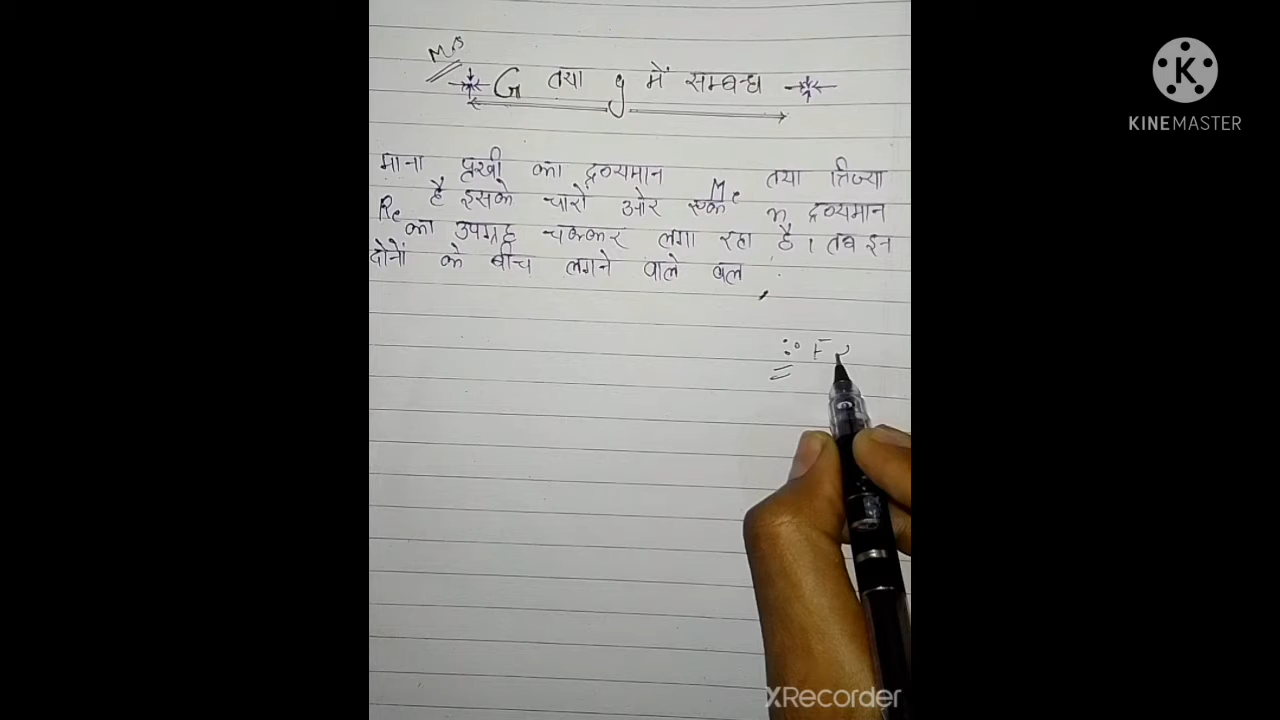 G तथा g में सम्बन्ध
माना पृथ्वी का द्रव्यमान Me तथा त्रिज्या
Re है इसके चारों ओर एक m द्रव्यमान
का उपग्रह चक्कर लगा रहा है। तब इन
दोनों के बीच लगने वाले बल,
∵ F
KINEMASTER
XRecorder